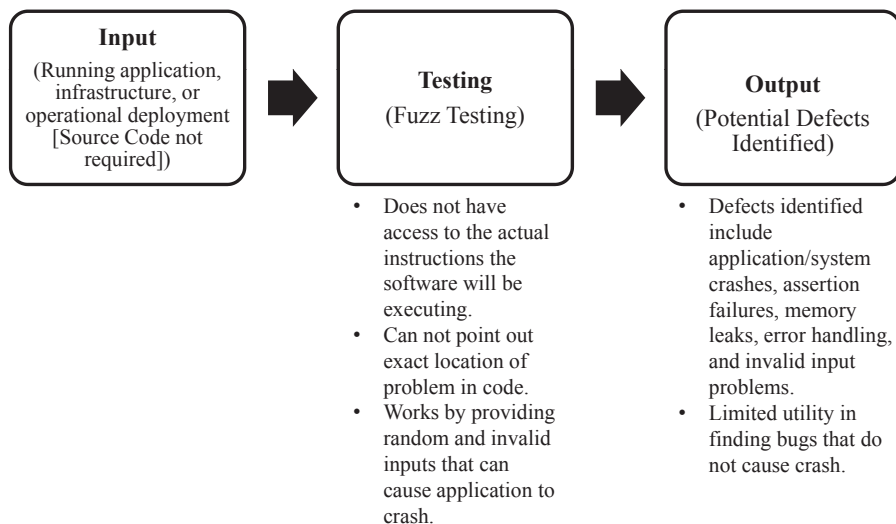 Input
(Running application,
infrastructure, or
operational deployment
[Source Code not
required])
Testing
(Fuzz Testing)
Output
(Potential Defects
Identified)
• Does not have
access to the actual
instructions the
software will be
executing.
• Can not point out
exact location of
problem in code.
• Works by providing
random and invalid
inputs that can
cause application to
crash.
• Defects identified
include
application/system
crashes, assertion
failures, memory
leaks, error handling,
and invalid input
problems.
• Limited utility in
finding bugs that do
not cause crash.